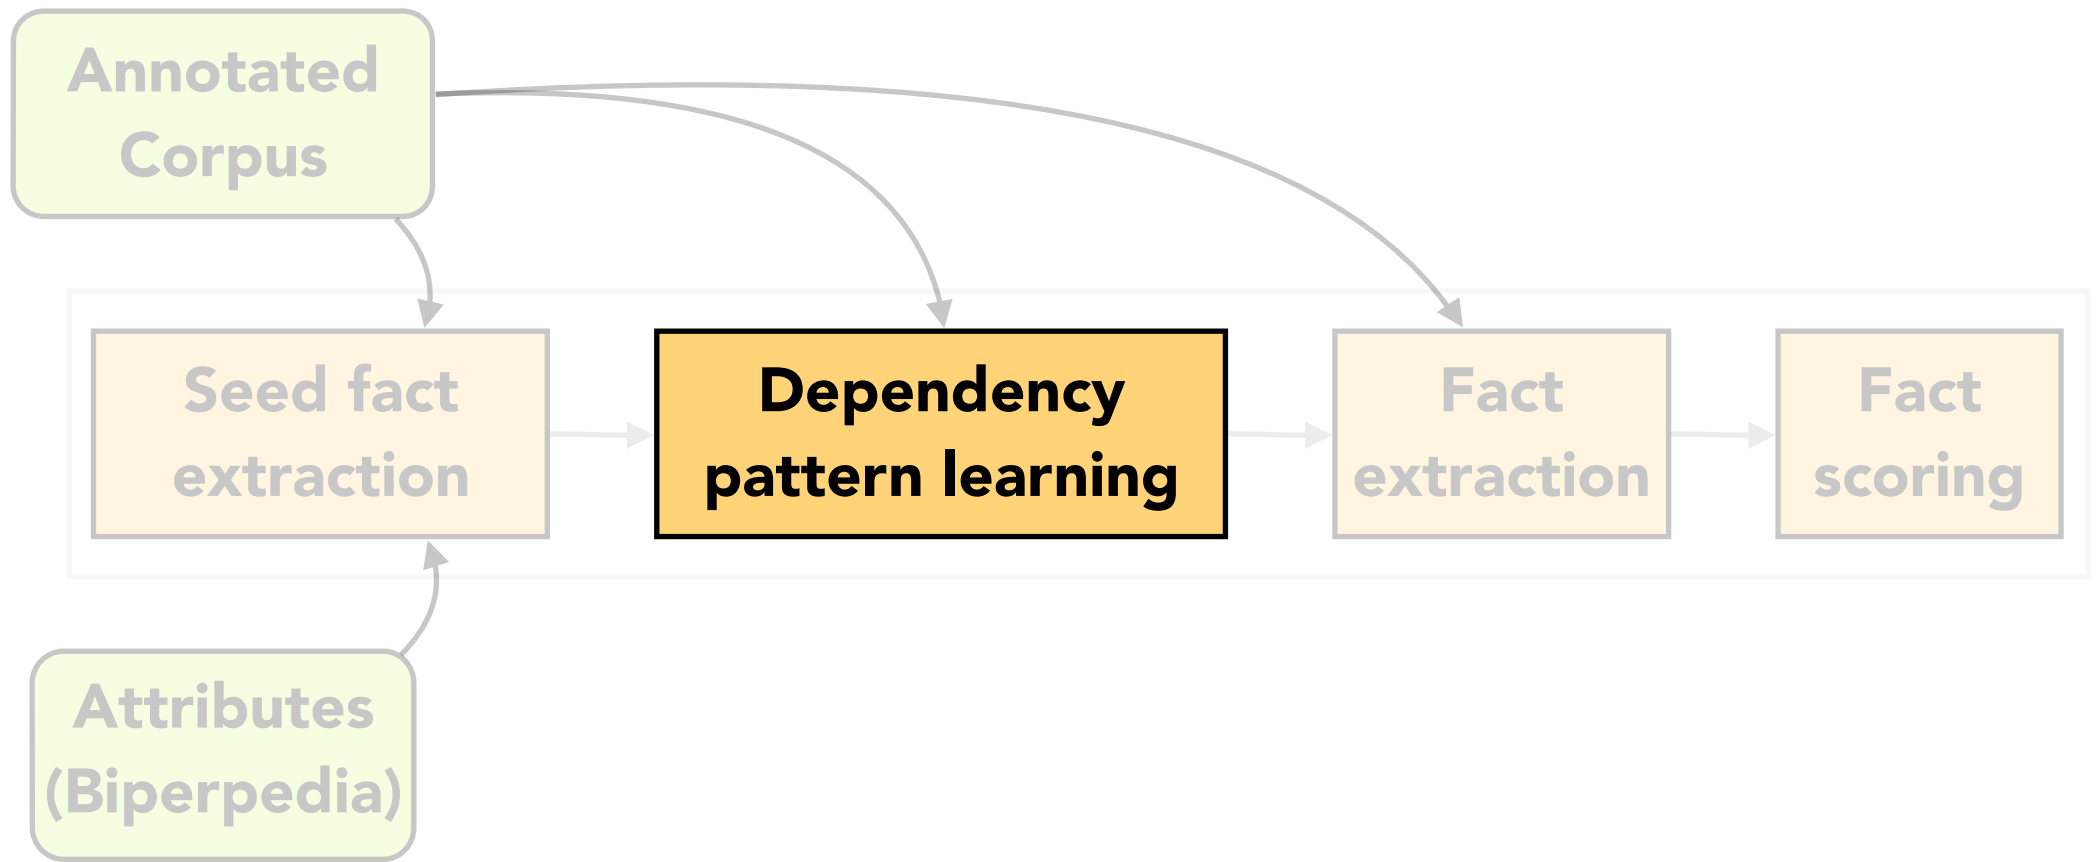 Annotated
Corpus
Seed fact
extraction
Dependency
pattern learning
Fact
extraction
Fact
scoring
Attributes
(Biperpedia)